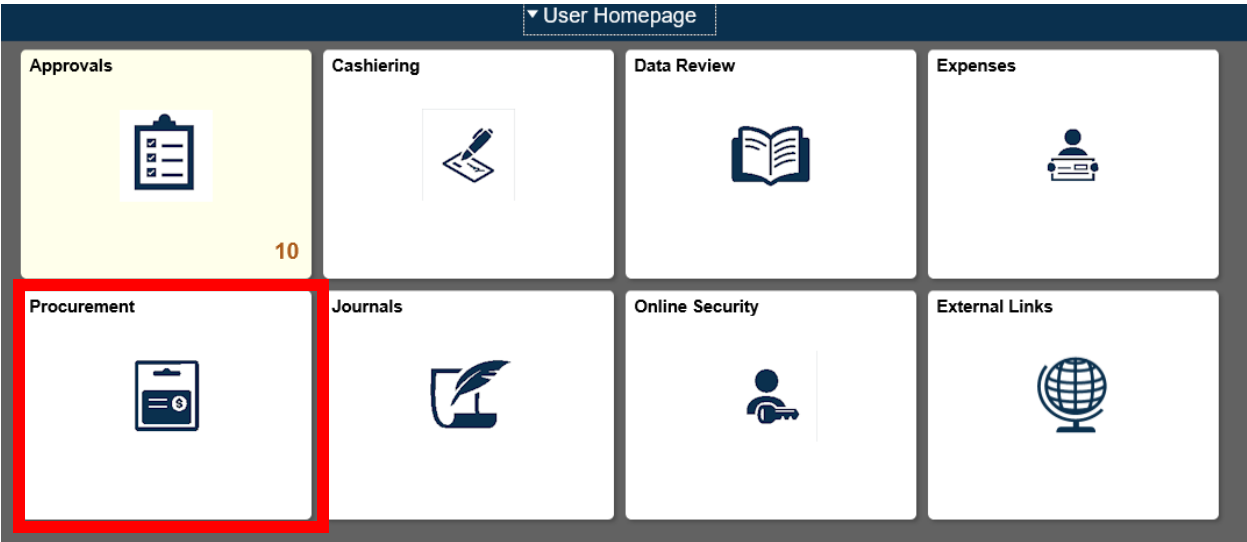 User Homepage
Approvals
Cashiering
Data Review
Expenses
10
Procurement
Journals
Online Security
External Links